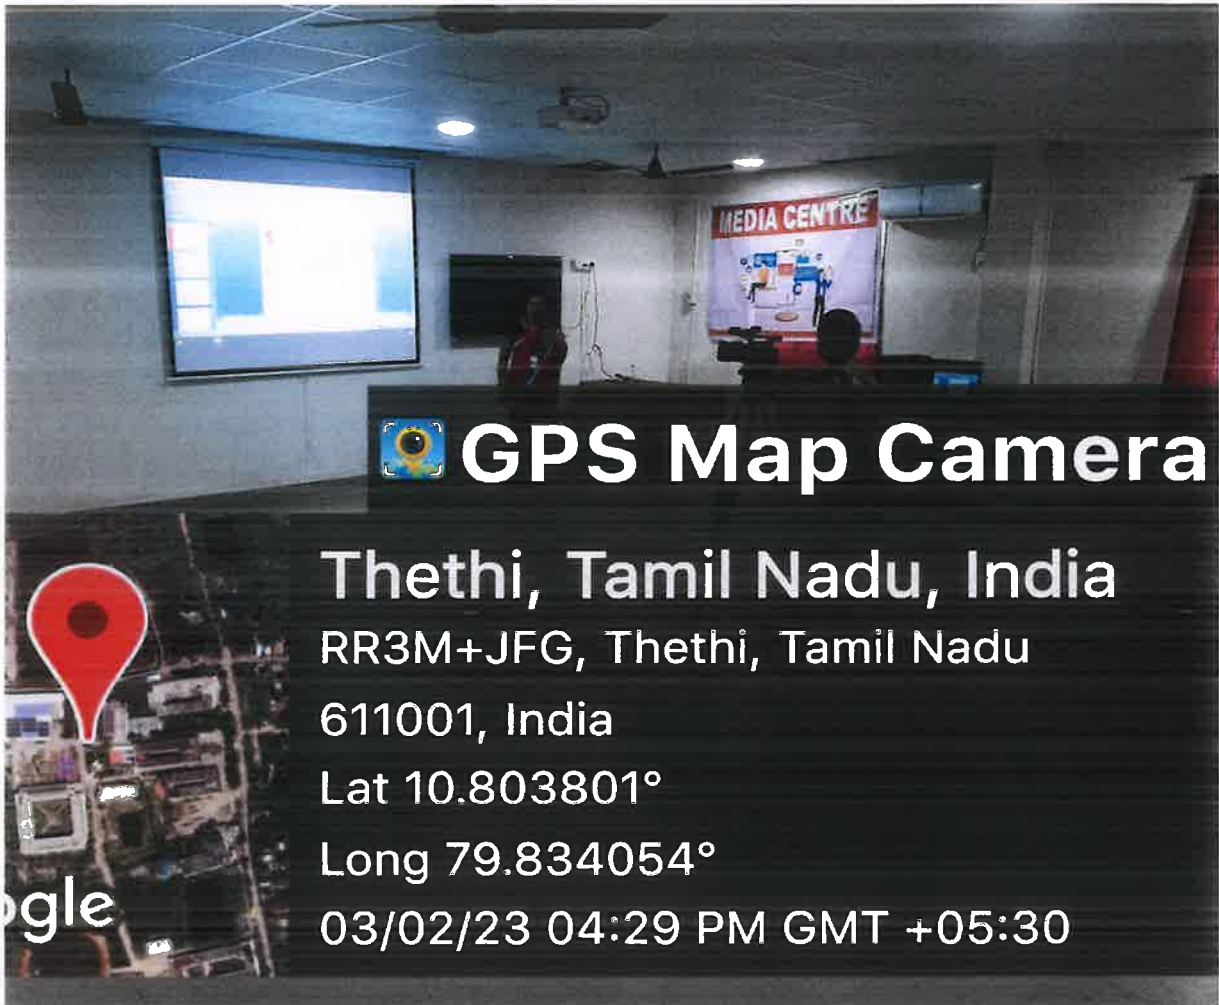 MEDIA CENTRE
GPS Map Camera
Thethi, Tamil Nadu, India
RR3M+JFG, Thethi, Tamil Nadu
611001, India
Lat 10.803801°
Long 79.834054°
03/02/23 04:29 PM GMT +05:30
ogle